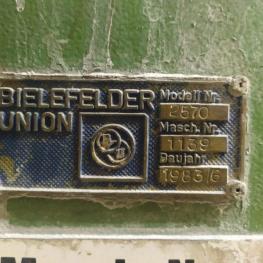 BIELEFELDER
UNION
Modell Nr.
2570
Masch. Nr.
1139
Baujahr
1983/6